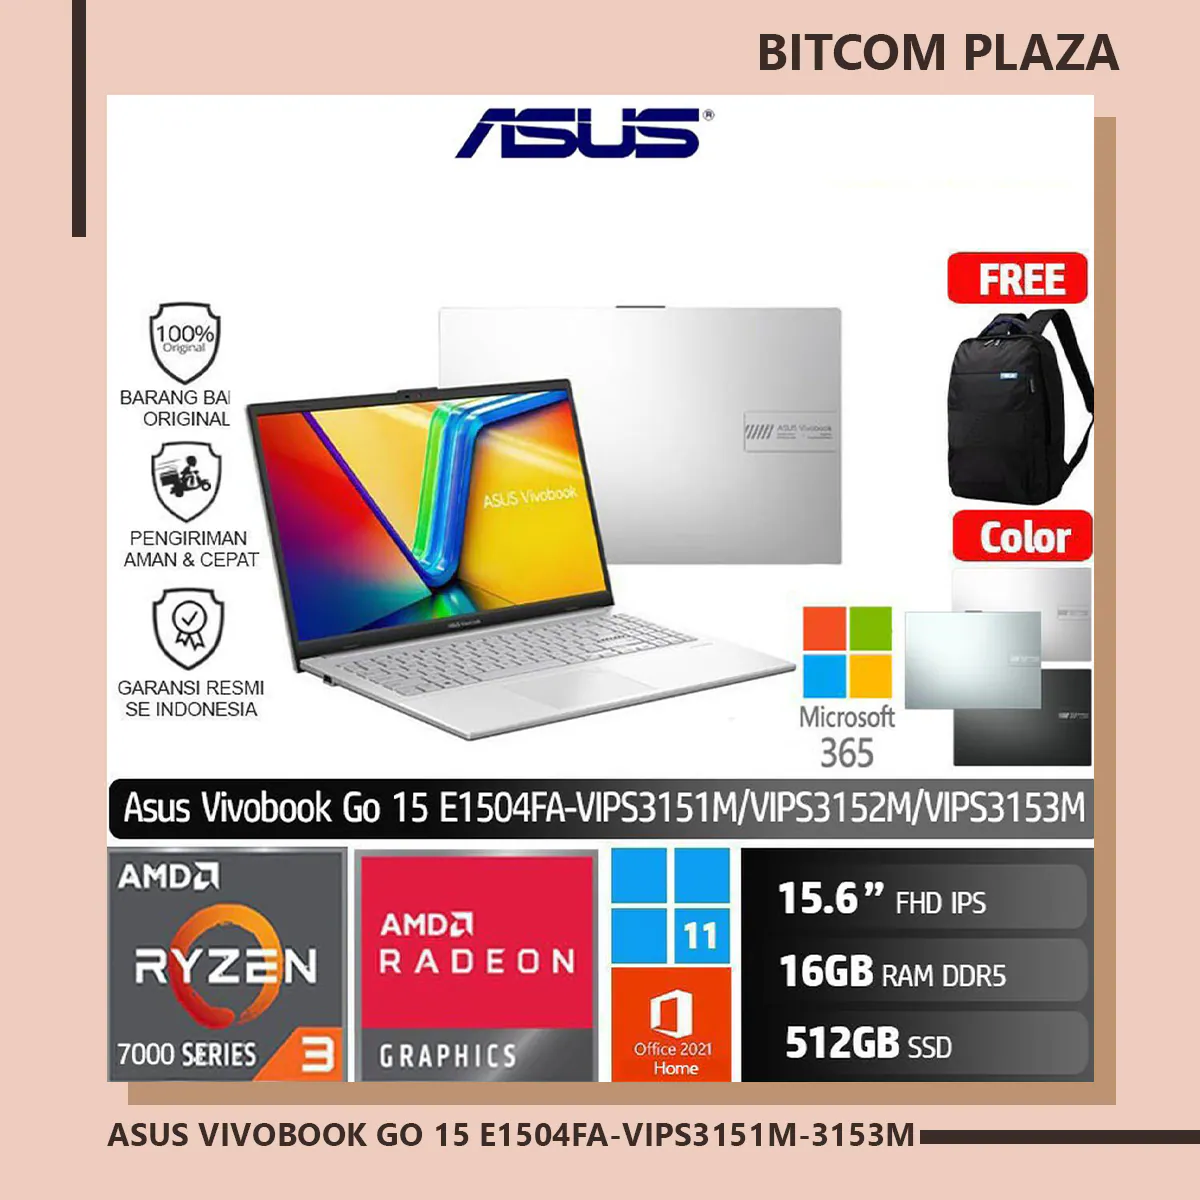 BITCOM PLAZA
ASUS®
FREE
100%
Original
BARANG BA
ORIGINAL
ASUS Vivobook
ASUS Vivobook
PENGIRIMAN
AMAN & CEPAT
Color
GARANSI RESMI
SE INDONESIA
Microsoft
365
Asus Vivobook Go 15 E1504FA-VIPS3151M/VIPS3152M/VIPS3153M
AMD
RYZEN
7000 SERIES 3
AMD
RADEON
GRAPHICS
11
Office 2021
Home
15.6” FHD IPS
16GB RAM DDR5
512GB SSD
ASUS VIVOBOOK GO 15 E1504FA-VIPS3151M-3153M